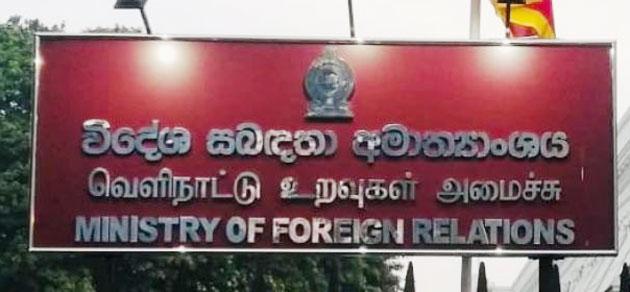 විදේශ සබඳතා අමාත්‍යාංශය
வெளிநாட்டு உறவுகள் அமைச்சு
MINISTRY OF FOREIGN RELATIONS